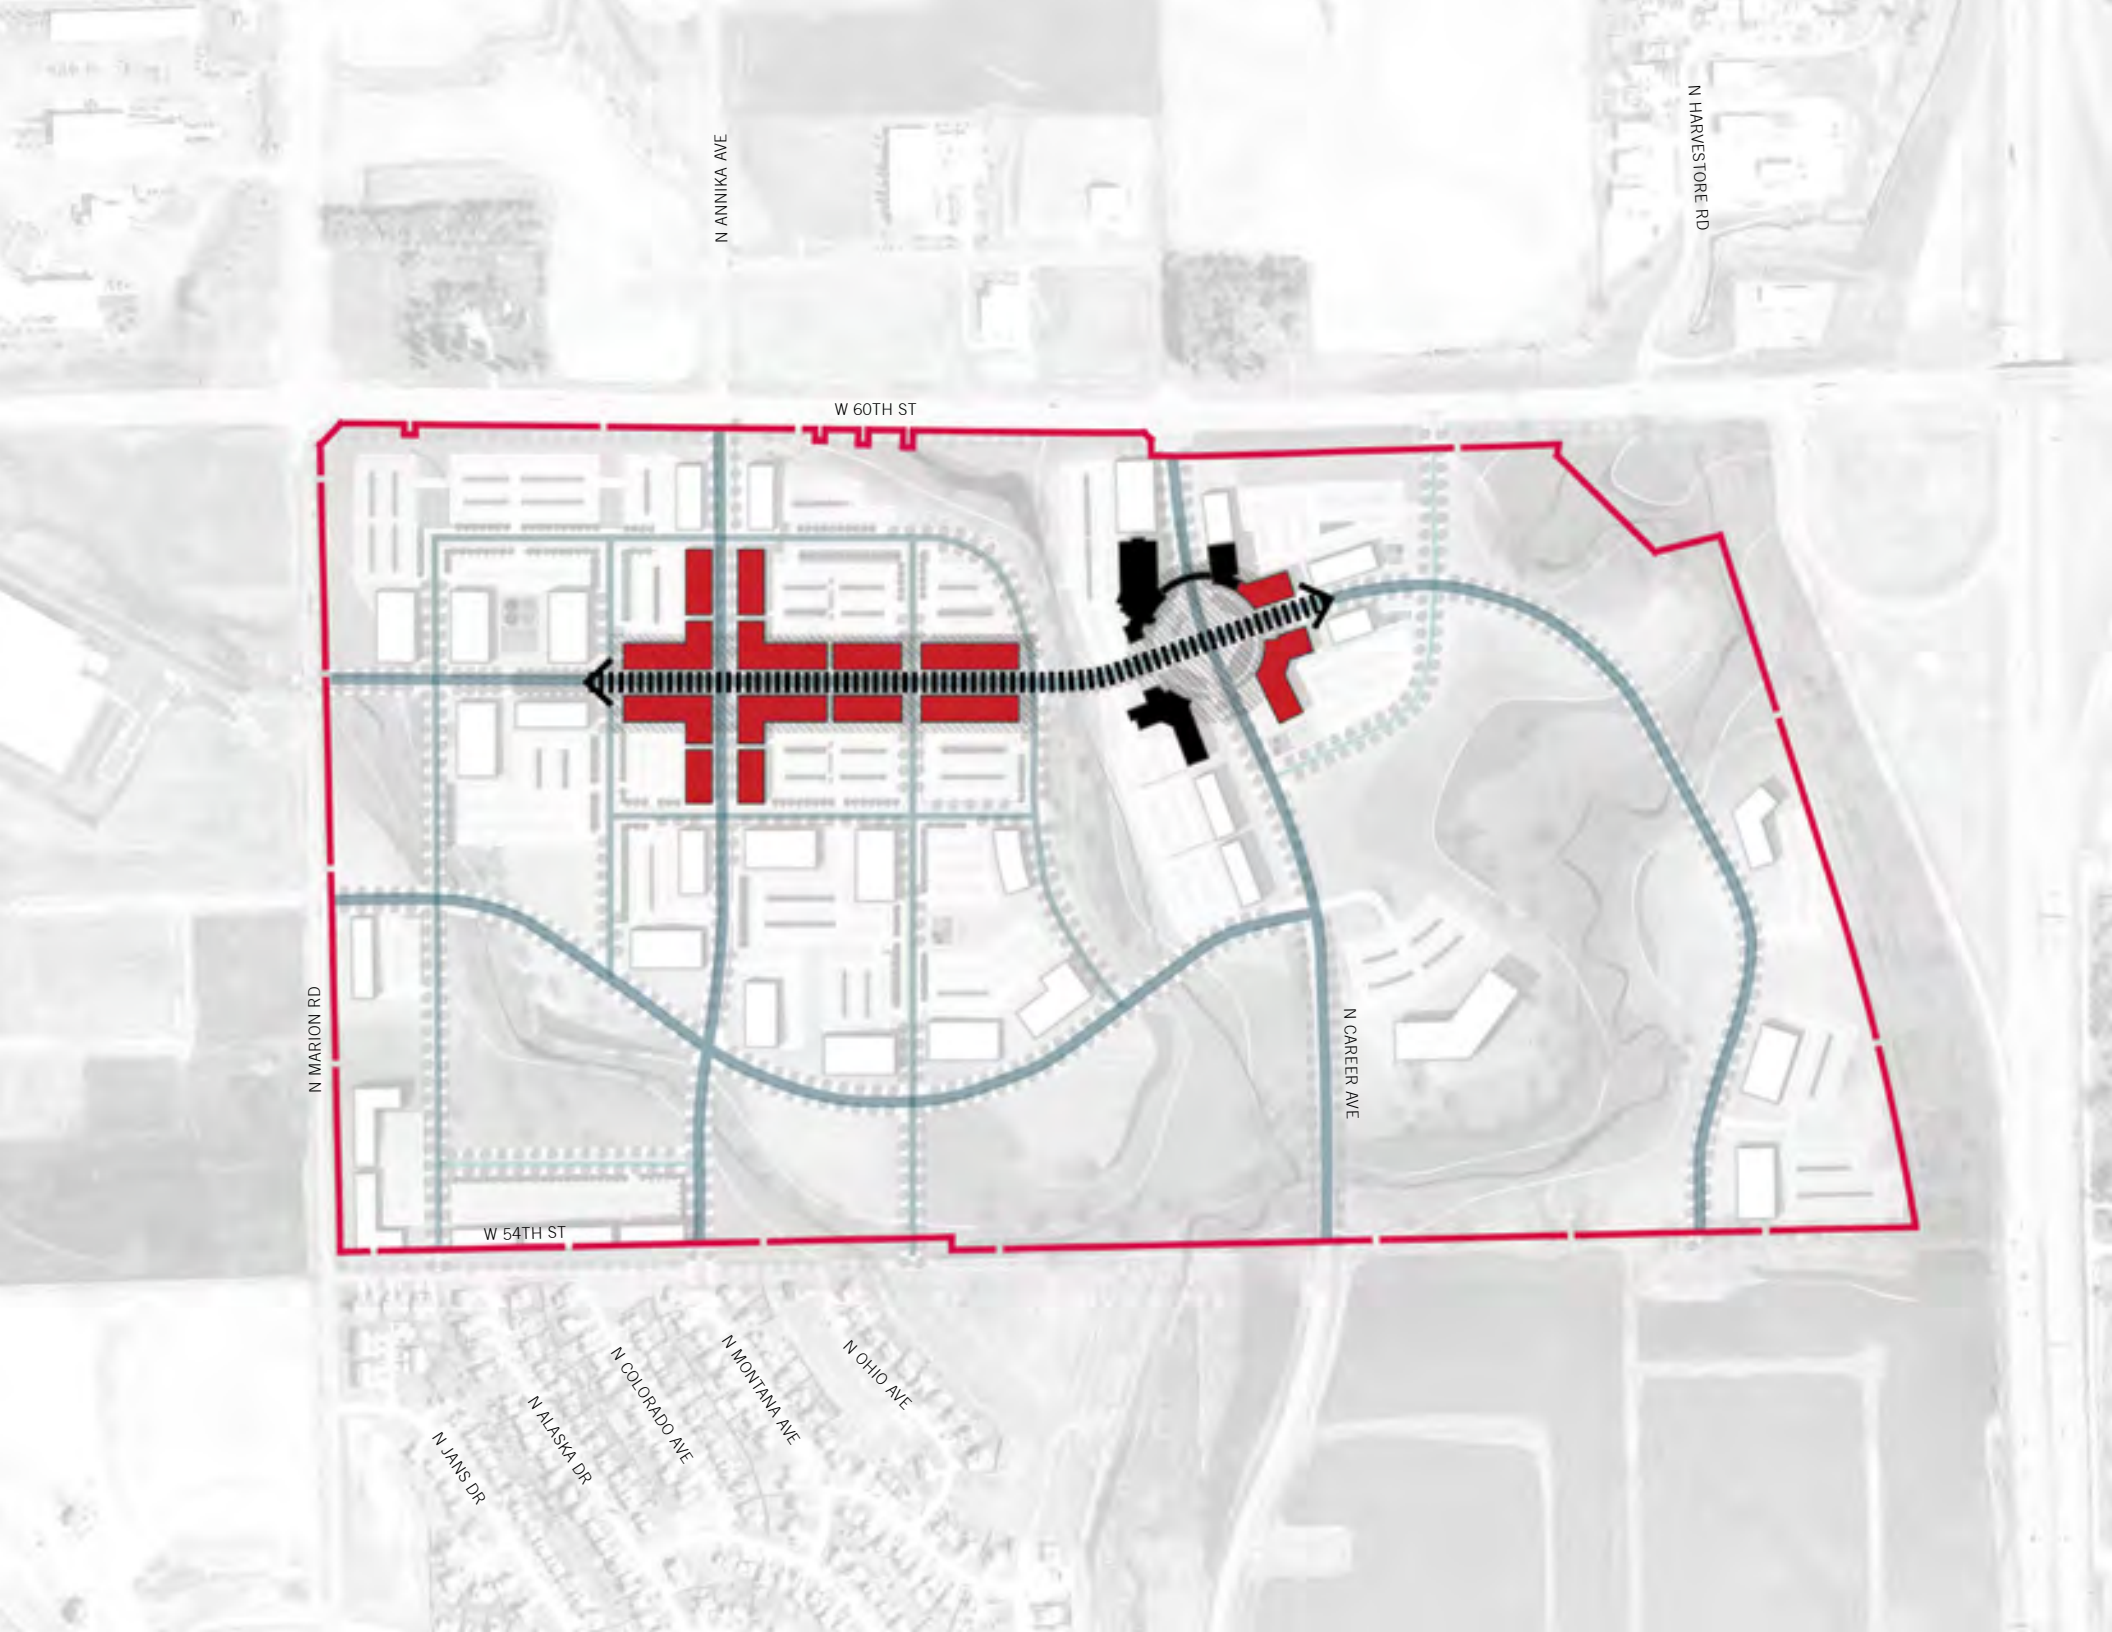 N HARVESTORE RD
N ANNIKA AVE
W 60TH ST
N MARION RD
N CAREER AVE
W 54TH ST
N JANS DR
N ALASKA DR
N COLORADO AVE
N MONTANA AVE
N OHIO AVE